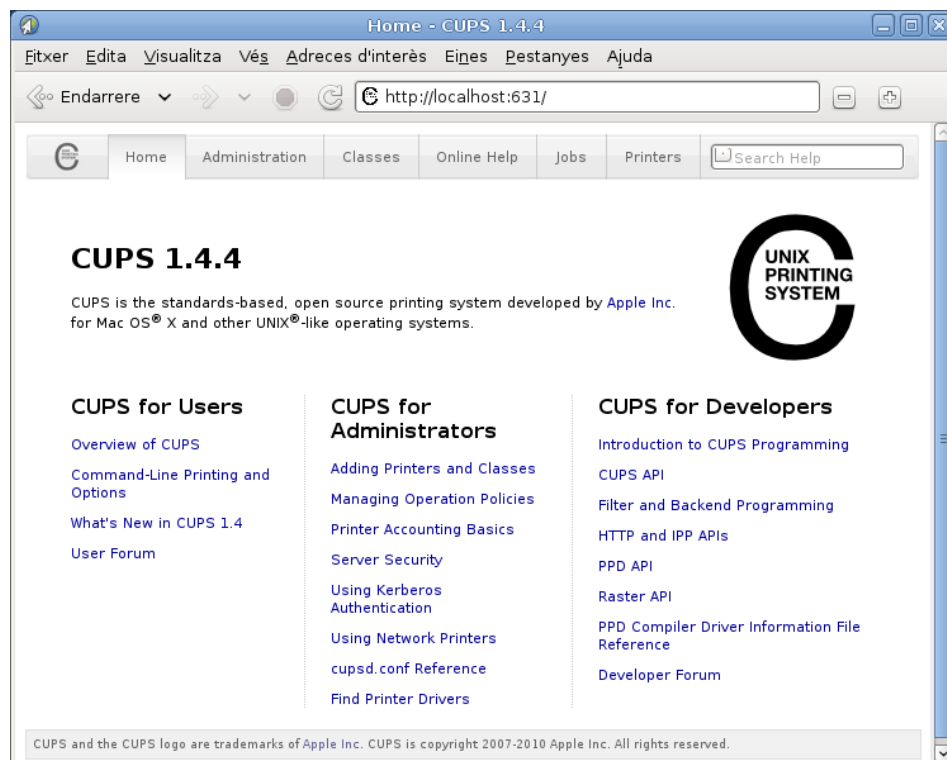 Home - CUPS 1.4.4
Fitxer Edita Visualitza Vés Adreces d'interès Eines Pestanyes Ajuda
Endarrere http://localhost:631/
Home Administration Classes Online Help Jobs Printers Search Help
CUPS 1.4.4
CUPS is the standards-based, open source printing system developed by Apple Inc.
for Mac OS® X and other UNIX®-like operating systems.
UNIX
PRINTING
SYSTEM
CUPS for Users
Overview of CUPS
Command-Line Printing and
Options
What's New in CUPS 1.4
User Forum
CUPS for
Administrators
Adding Printers and Classes
Managing Operation Policies
Printer Accounting Basics
Server Security
Using Kerberos
Authentication
Using Network Printers
cupsd.conf Reference
Find Printer Drivers
CUPS for Developers
Introduction to CUPS Programming
CUPS API
Filter and Backend Programming
HTTP and IPP APIs
PPD API
Raster API
PPD Compiler Driver Information File
Reference
Developer Forum
CUPS and the CUPS logo are trademarks of Apple Inc. CUPS is copyright 2007-2010 Apple Inc. All rights reserved.